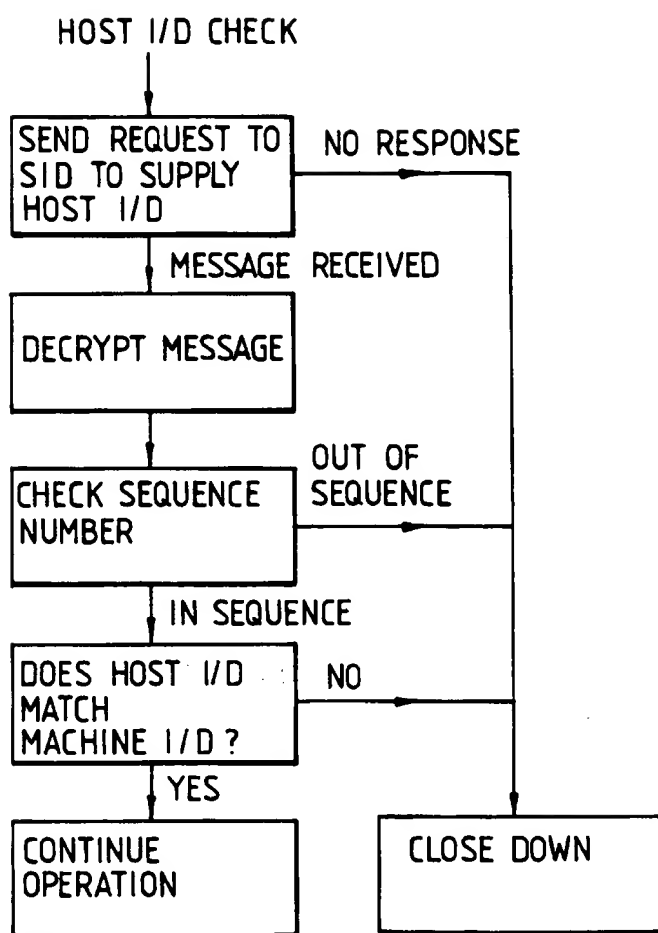 HOST I/D CHECK
SEND REQUEST TO
SID TO SUPPLY
HOST I/D
NO RESPONSE
MESSAGE RECEIVED
DECRYPT MESSAGE
CHECK SEQUENCE
NUMBER
OUT OF
SEQUENCE
IN SEQUENCE
DOES HOST I/D
MATCH
MACHINE I/D ?
NO
YES
CONTINUE
OPERATION
CLOSE DOWN